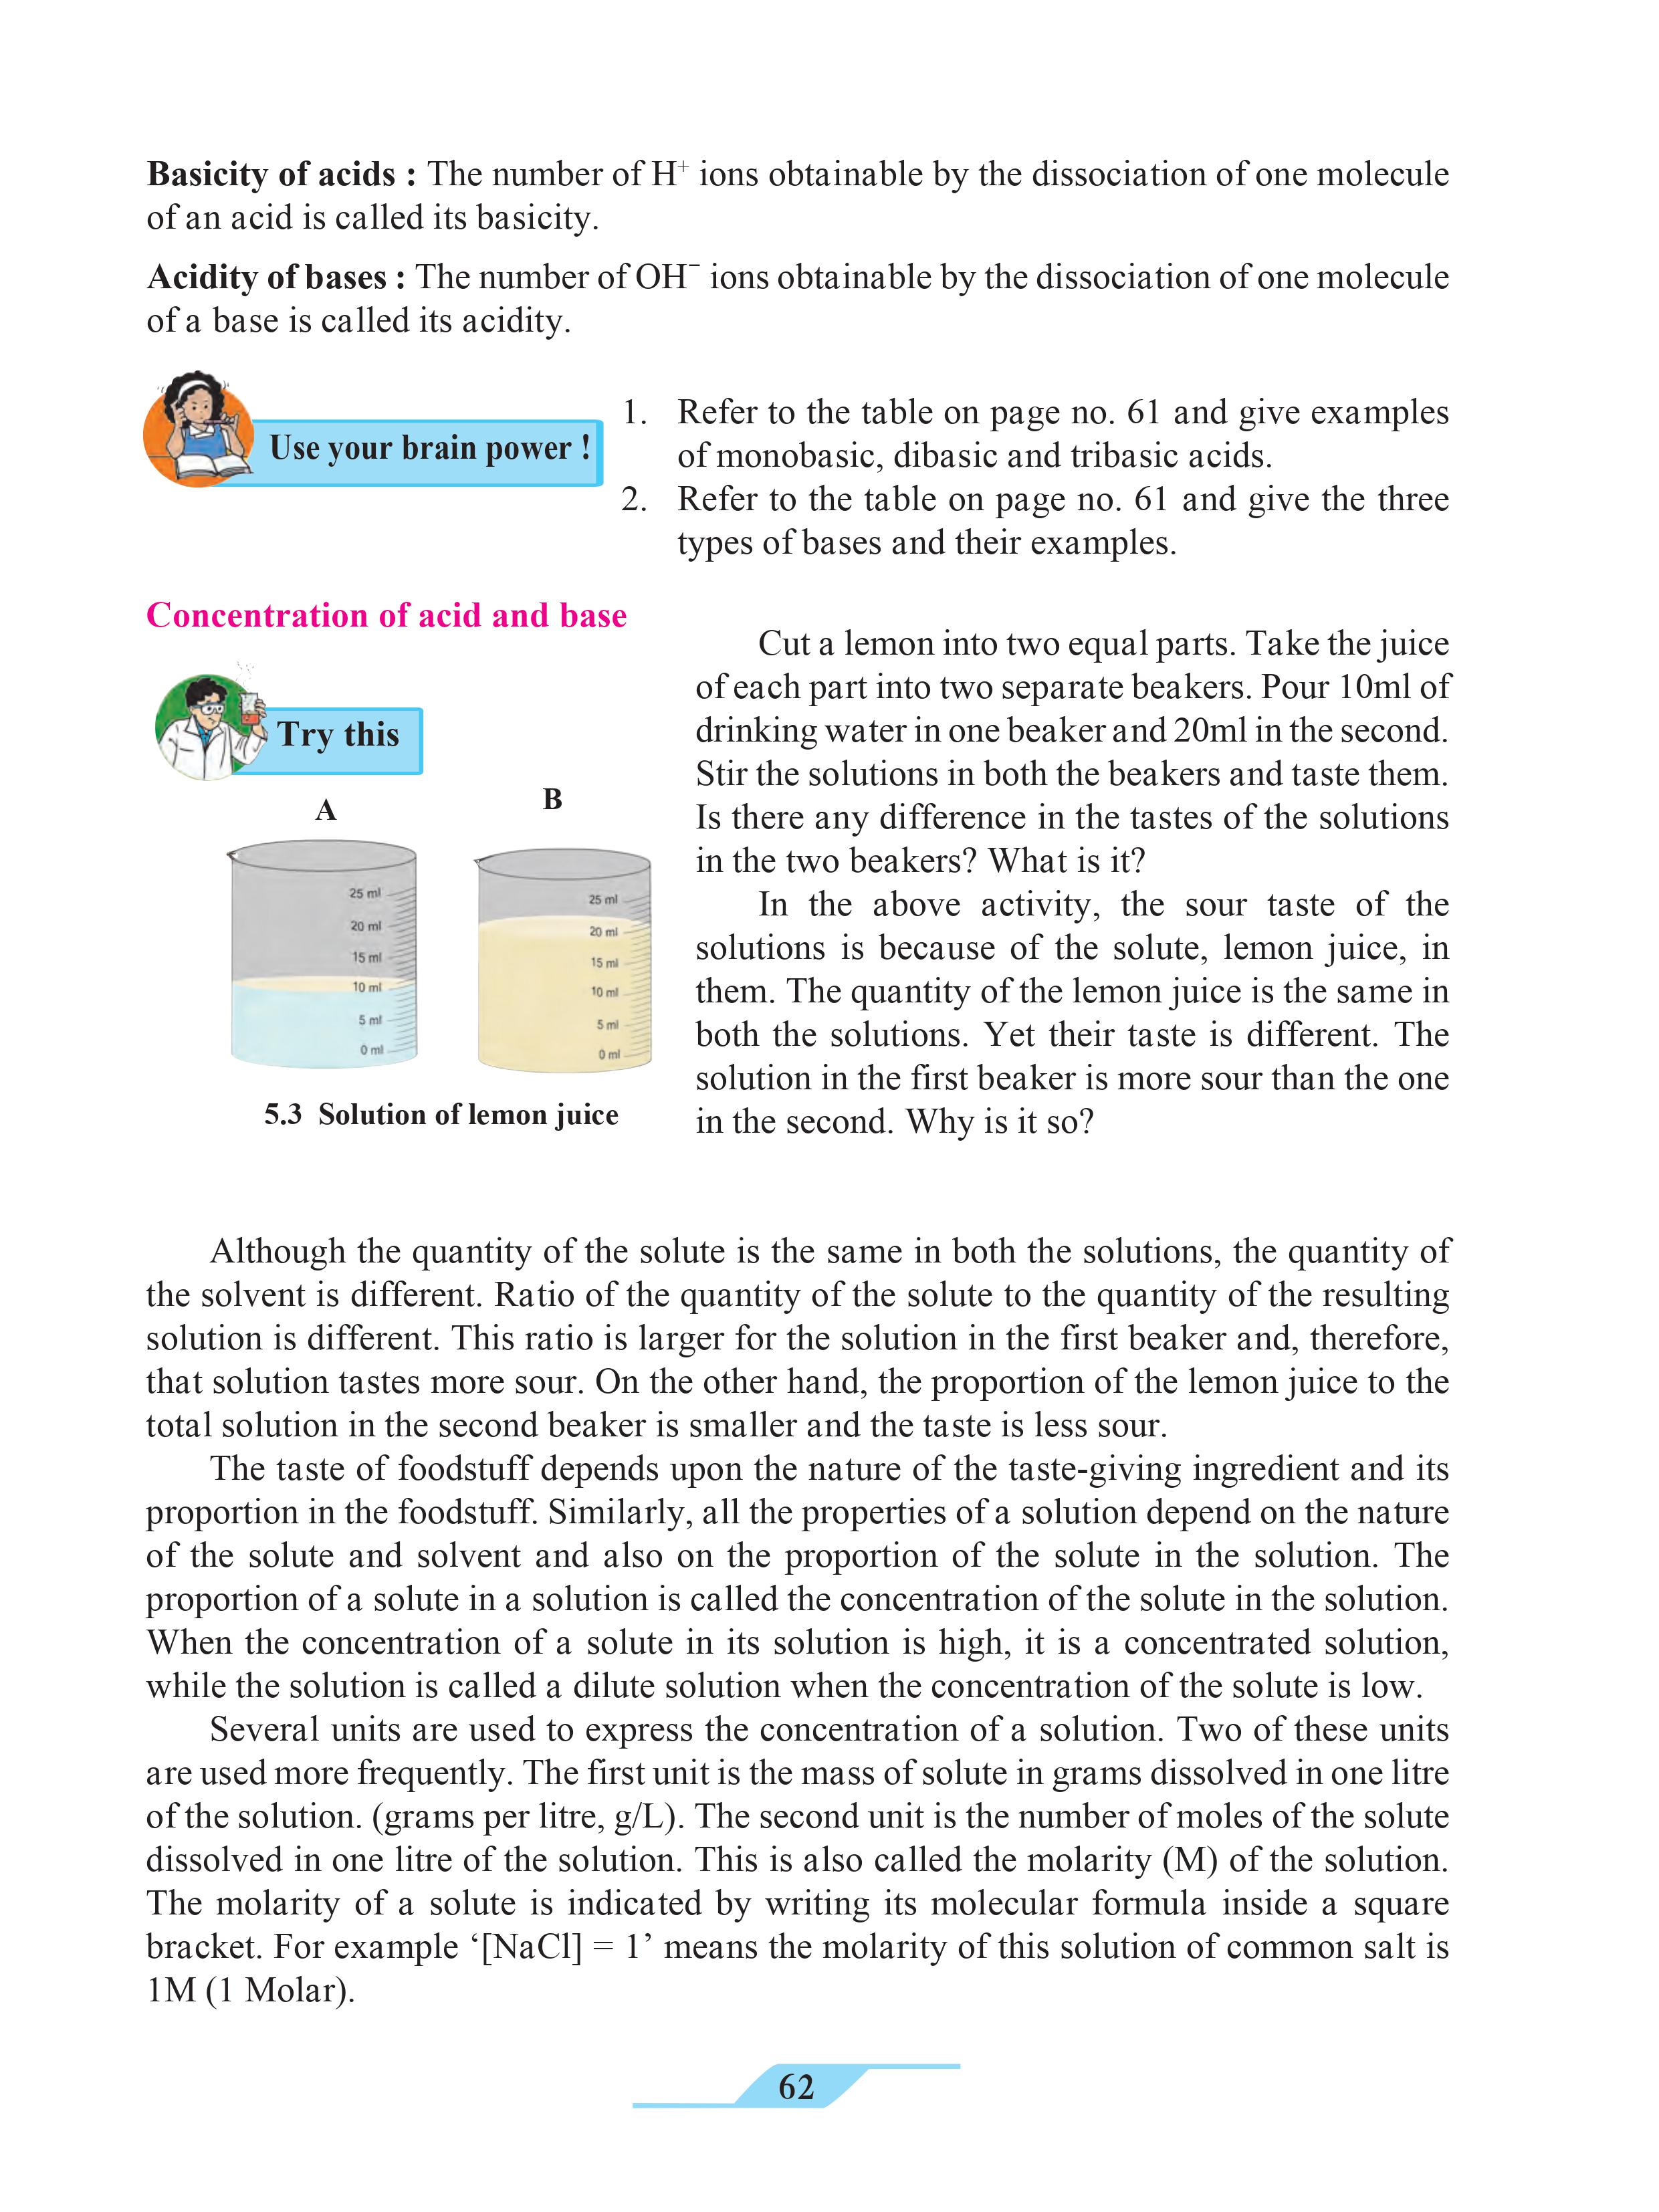 Basicity of acids : The number of H⁺ ions obtainable by the dissociation of one molecule
of an acid is called its basicity.
Acidity of bases : The number of OH⁻ ions obtainable by the dissociation of one molecule
of a base is called its acidity.
Use your brain power !
1. Refer to the table on page no. 61 and give examples
of monobasic, dibasic and tribasic acids.
2. Refer to the table on page no. 61 and give the three
types of bases and their examples.
Concentration of acid and base
Try this
A
B
25 ml
20 ml
15 ml
10 ml
5 ml
0 ml
25 ml
20 ml
15 ml
10 ml
5 ml
0 ml
5.3 Solution of lemon juice
Cut a lemon into two equal parts. Take the juice
of each part into two separate beakers. Pour 10ml of
drinking water in one beaker and 20ml in the second.
Stir the solutions in both the beakers and taste them.
Is there any difference in the tastes of the solutions
in the two beakers? What is it?
In the above activity, the sour taste of the
solutions is because of the solute, lemon juice, in
them. The quantity of the lemon juice is the same in
both the solutions. Yet their taste is different. The
solution in the first beaker is more sour than the one
in the second. Why is it so?
Although the quantity of the solute is the same in both the solutions, the quantity of
the solvent is different. Ratio of the quantity of the solute to the quantity of the resulting
solution is different. This ratio is larger for the solution in the first beaker and, therefore,
that solution tastes more sour. On the other hand, the proportion of the lemon juice to the
total solution in the second beaker is smaller and the taste is less sour.
The taste of foodstuff depends upon the nature of the taste-giving ingredient and its
proportion in the foodstuff. Similarly, all the properties of a solution depend on the nature
of the solute and solvent and also on the proportion of the solute in the solution. The
proportion of a solute in a solution is called the concentration of the solute in the solution.
When the concentration of a solute in its solution is high, it is a concentrated solution,
while the solution is called a dilute solution when the concentration of the solute is low.
Several units are used to express the concentration of a solution. Two of these units
are used more frequently. The first unit is the mass of solute in grams dissolved in one litre
of the solution. (grams per litre, g/L). The second unit is the number of moles of the solute
dissolved in one litre of the solution. This is also called the molarity (M) of the solution.
The molarity of a solute is indicated by writing its molecular formula inside a square
bracket. For example ‘[NaCl] = 1’ means the molarity of this solution of common salt is
1M (1 Molar).
62